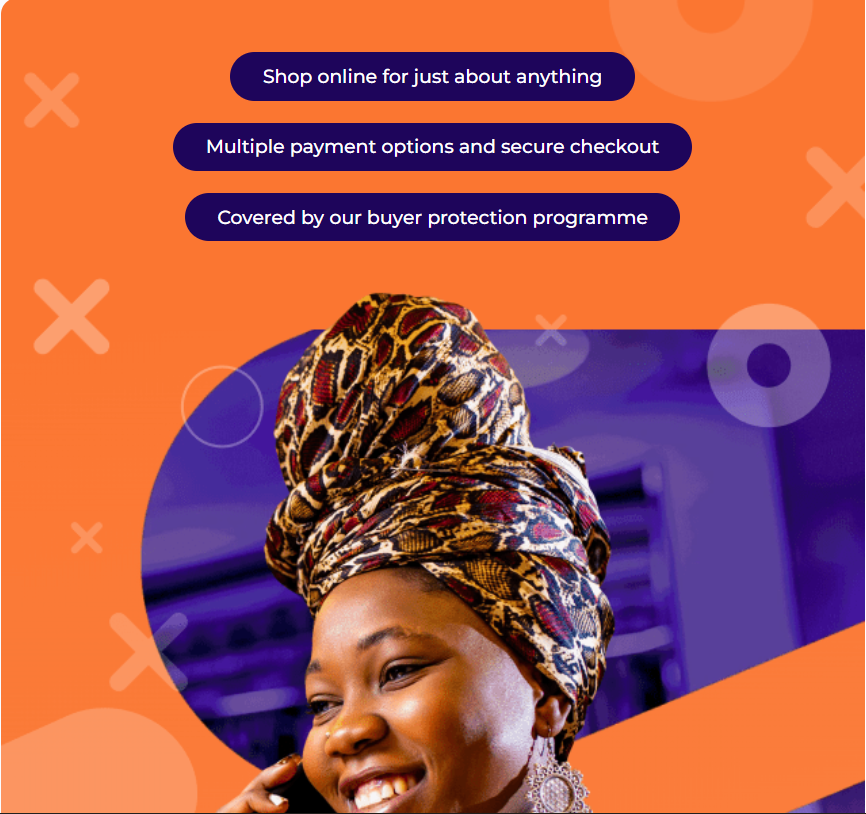 Shop online for just about anything
Multiple payment options and secure checkout
Covered by our buyer protection programme